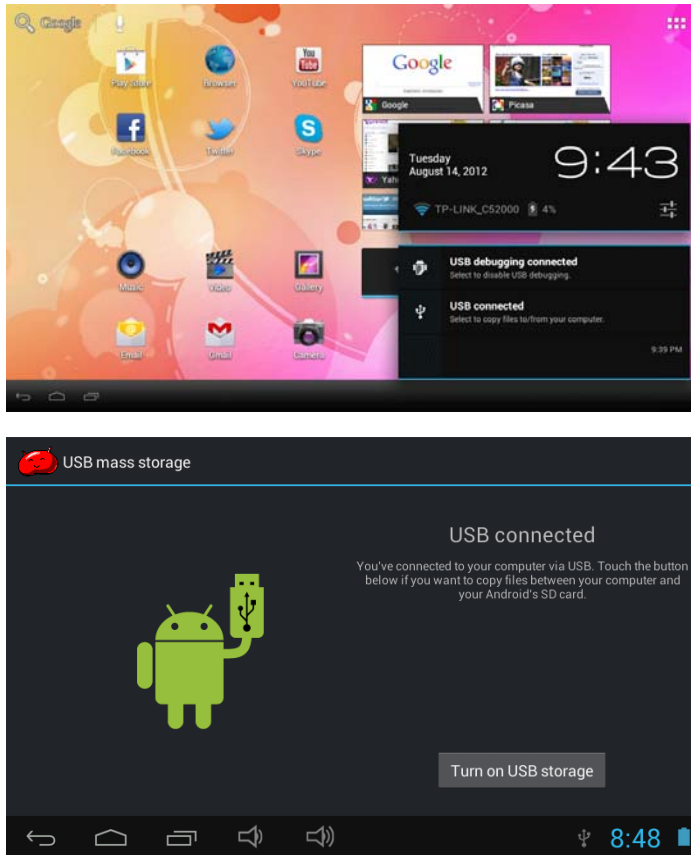 Google
Play Store
Browser
You
Tube
YouTube
Google
Google
Picasa
Facebook
Twitter
Skype
Yah
Tuesday
August 14, 2012
9:43
TP-LINK_C52000
4%
USB debugging connected
Select to disable USB debugging.
USB connected
Select to copy files to/from your computer.
9:39 PM
Music
Video
Gallery
Email
Gmail
Camera
USB mass storage
USB connected
You've connected to your computer via USB. Touch the button
below if you want to copy files between your computer and
your Android's SD card.
Turn on USB storage
8:48